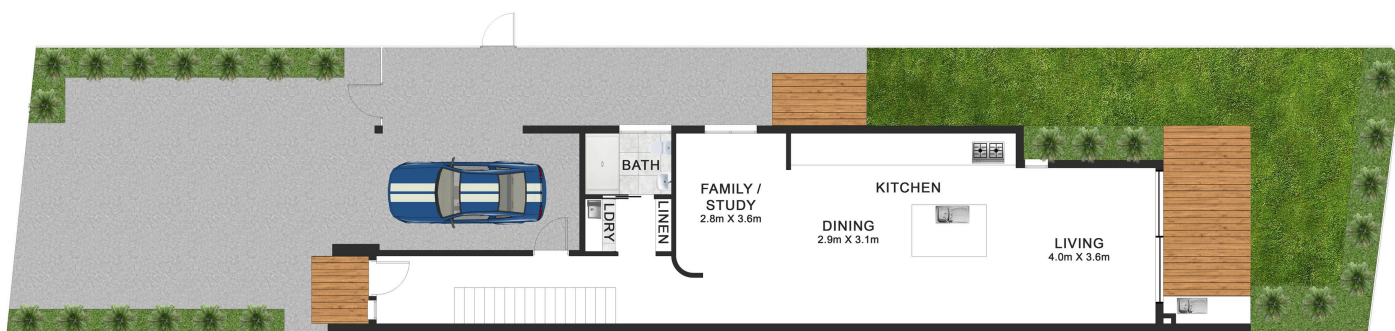 BATH
LDRY
LINEN
FAMILY /
STUDY
2.8m X 3.6m
KITCHEN
DINING
2.9m X 3.1m
LIVING
4.0m X 3.6m